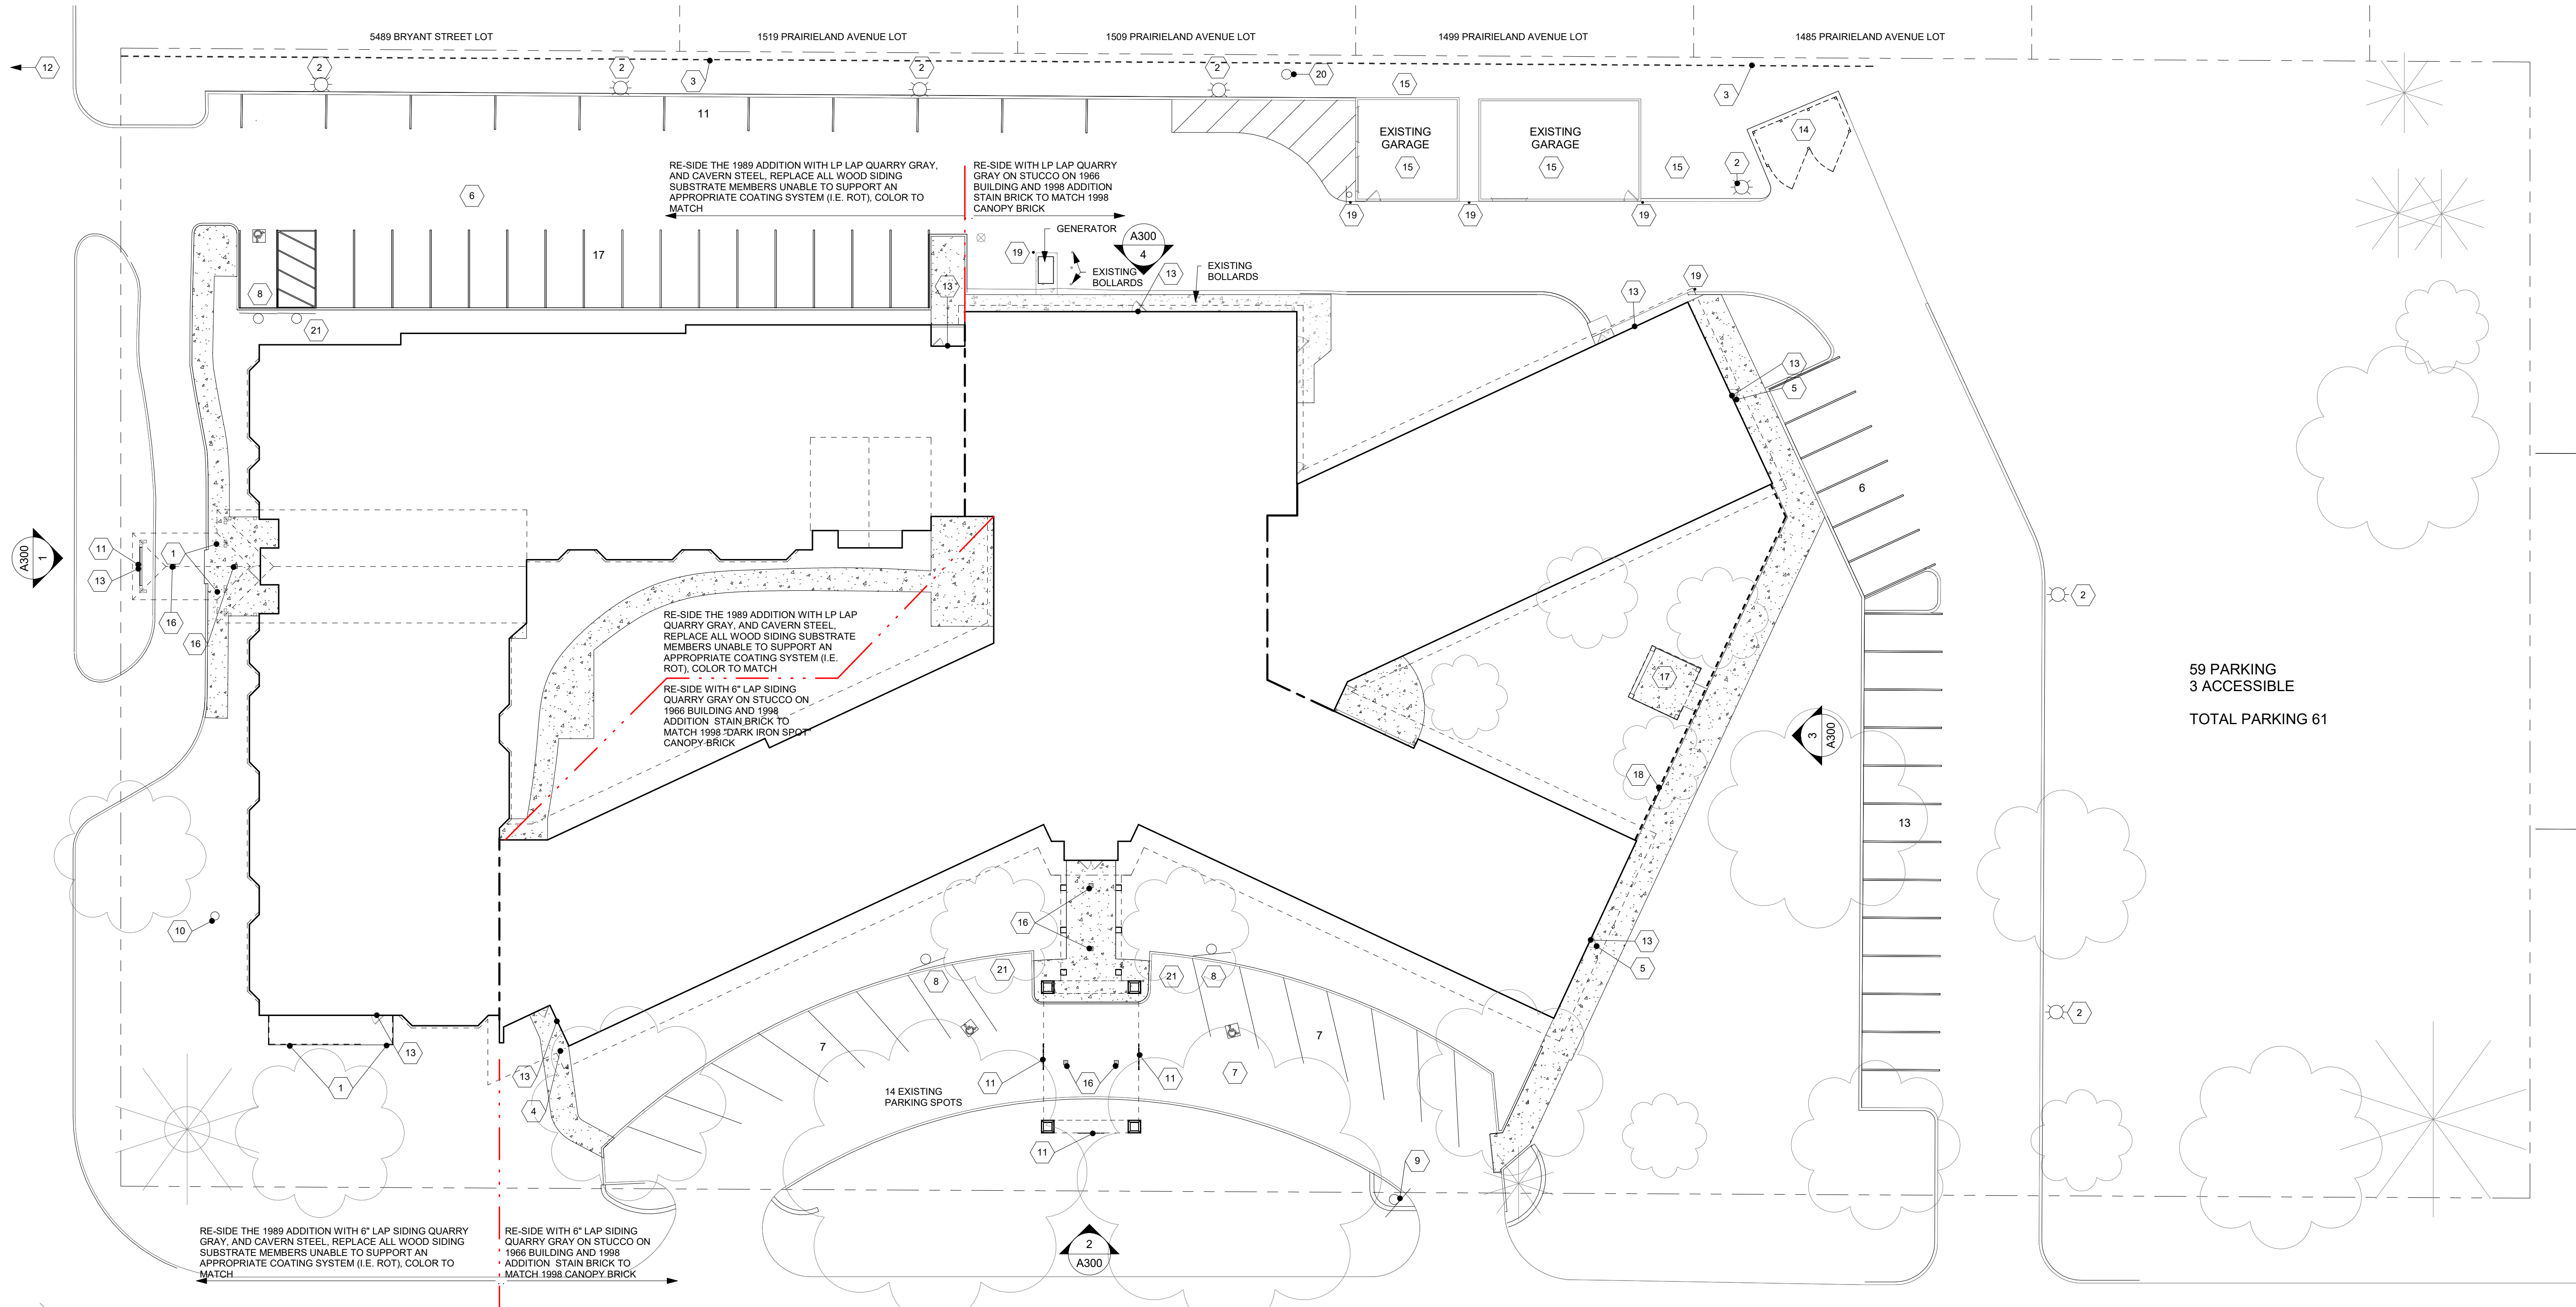 5489 BRYANT STREET LOT
1519 PRAIRIELAND AVENUE LOT
1509 PRAIRIELAND AVENUE LOT
1499 PRAIRIELAND AVENUE LOT
1485 PRAIRIELAND AVENUE LOT
12
2
2
2
2
3
20
15
3
11
EXISTING
GARAGE
15
EXISTING
GARAGE
15
15
2
14
RE-SIDE THE 1989 ADDITION WITH LP LAP QUARRY GRAY,
AND CAVERN STEEL, REPLACE ALL WOOD SIDING
SUBSTRATE MEMBERS UNABLE TO SUPPORT AN
APPROPRIATE COATING SYSTEM (I.E. ROT), COLOR TO
MATCH
RE-SIDE WITH LP LAP QUARRY
GRAY ON STUCCO ON 1966
BUILDING AND 1998 ADDITION
STAIN BRICK TO MATCH 1998
CANOPY BRICK
6
19
19
19
GENERATOR
A300
4
17
19
EXISTING
BOLLARDS
13
EXISTING
BOLLARDS
8
13
13
19
21
13
5
6
A300
1
11
13
1
16
16
2
RE-SIDE THE 1989 ADDITION WITH LP LAP
QUARRY GRAY, AND CAVERN STEEL,
REPLACE ALL WOOD SIDING SUBSTRATE
MEMBERS UNABLE TO SUPPORT AN
APPROPRIATE COATING SYSTEM (I.E.
ROT), COLOR TO MATCH
RE-SIDE WITH 6" LAP SIDING
QUARRY GRAY ON STUCCO ON
1966 BUILDING AND 1998
ADDITION  STAIN BRICK TO
MATCH 1998 "DARK IRON SPOT"
CANOPY BRICK
17
59 PARKING
3 ACCESSIBLE
TOTAL PARKING 61
3
A300
18
13
10
16
13
5
8
21
21
8
2
7
7
13
13
4
1
11
16
11
7
14 EXISTING
PARKING SPOTS
11
9
RE-SIDE THE 1989 ADDITION WITH 6" LAP SIDING QUARRY
GRAY, AND CAVERN STEEL, REPLACE ALL WOOD SIDING
SUBSTRATE MEMBERS UNABLE TO SUPPORT AN
APPROPRIATE COATING SYSTEM (I.E. ROT), COLOR TO
MATCH
RE-SIDE WITH 6" LAP SIDING
QUARRY GRAY ON STUCCO ON
1966 BUILDING AND 1998
ADDITION  STAIN BRICK TO
MATCH 1998 CANOPY BRICK
2
A300